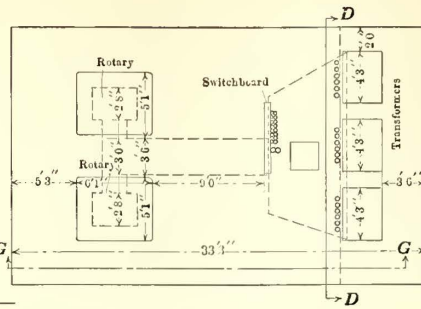 D
2'0"
Rotary
Switchboard
2'8"
5'1"
4'3"
Transformers
3'0"
3'6"
4'3"
Rotary
5'3"
6'1"
9'0"
3'6"
2'8"
5'1"
4'3"
G
33'3"
G
D